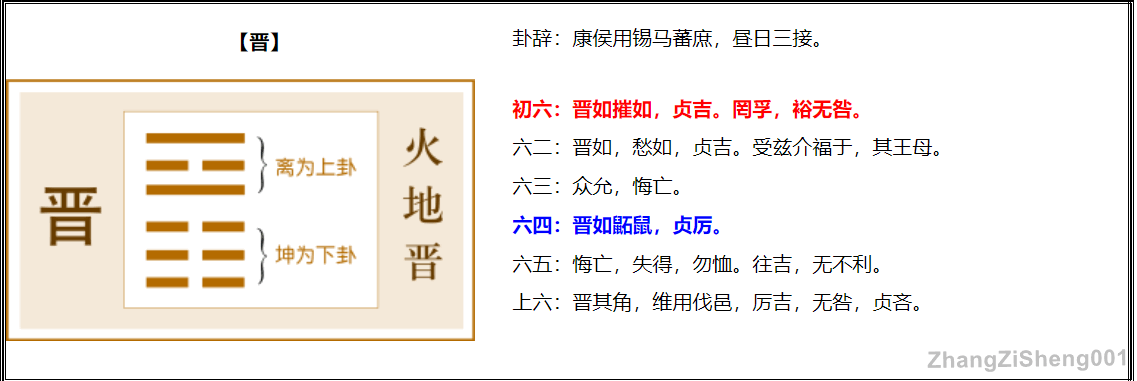 【晋】
晋
离为上卦
坤为下卦
火地晋
卦辞：康侯用锡马蕃庶，昼日三接。
初六：晋如摧如，贞吉。罔孚，裕无咎。
六二：晋如，愁如，贞吉。受兹介福于，其王母。
六三：众允，悔亡。
六四：晋如鼫鼠，贞厉。
六五：悔亡，失得，勿恤。往吉，无不利。
上六：晋其角，维用伐邑，厉吉，无咎，贞吝。
ZhangZiSheng001